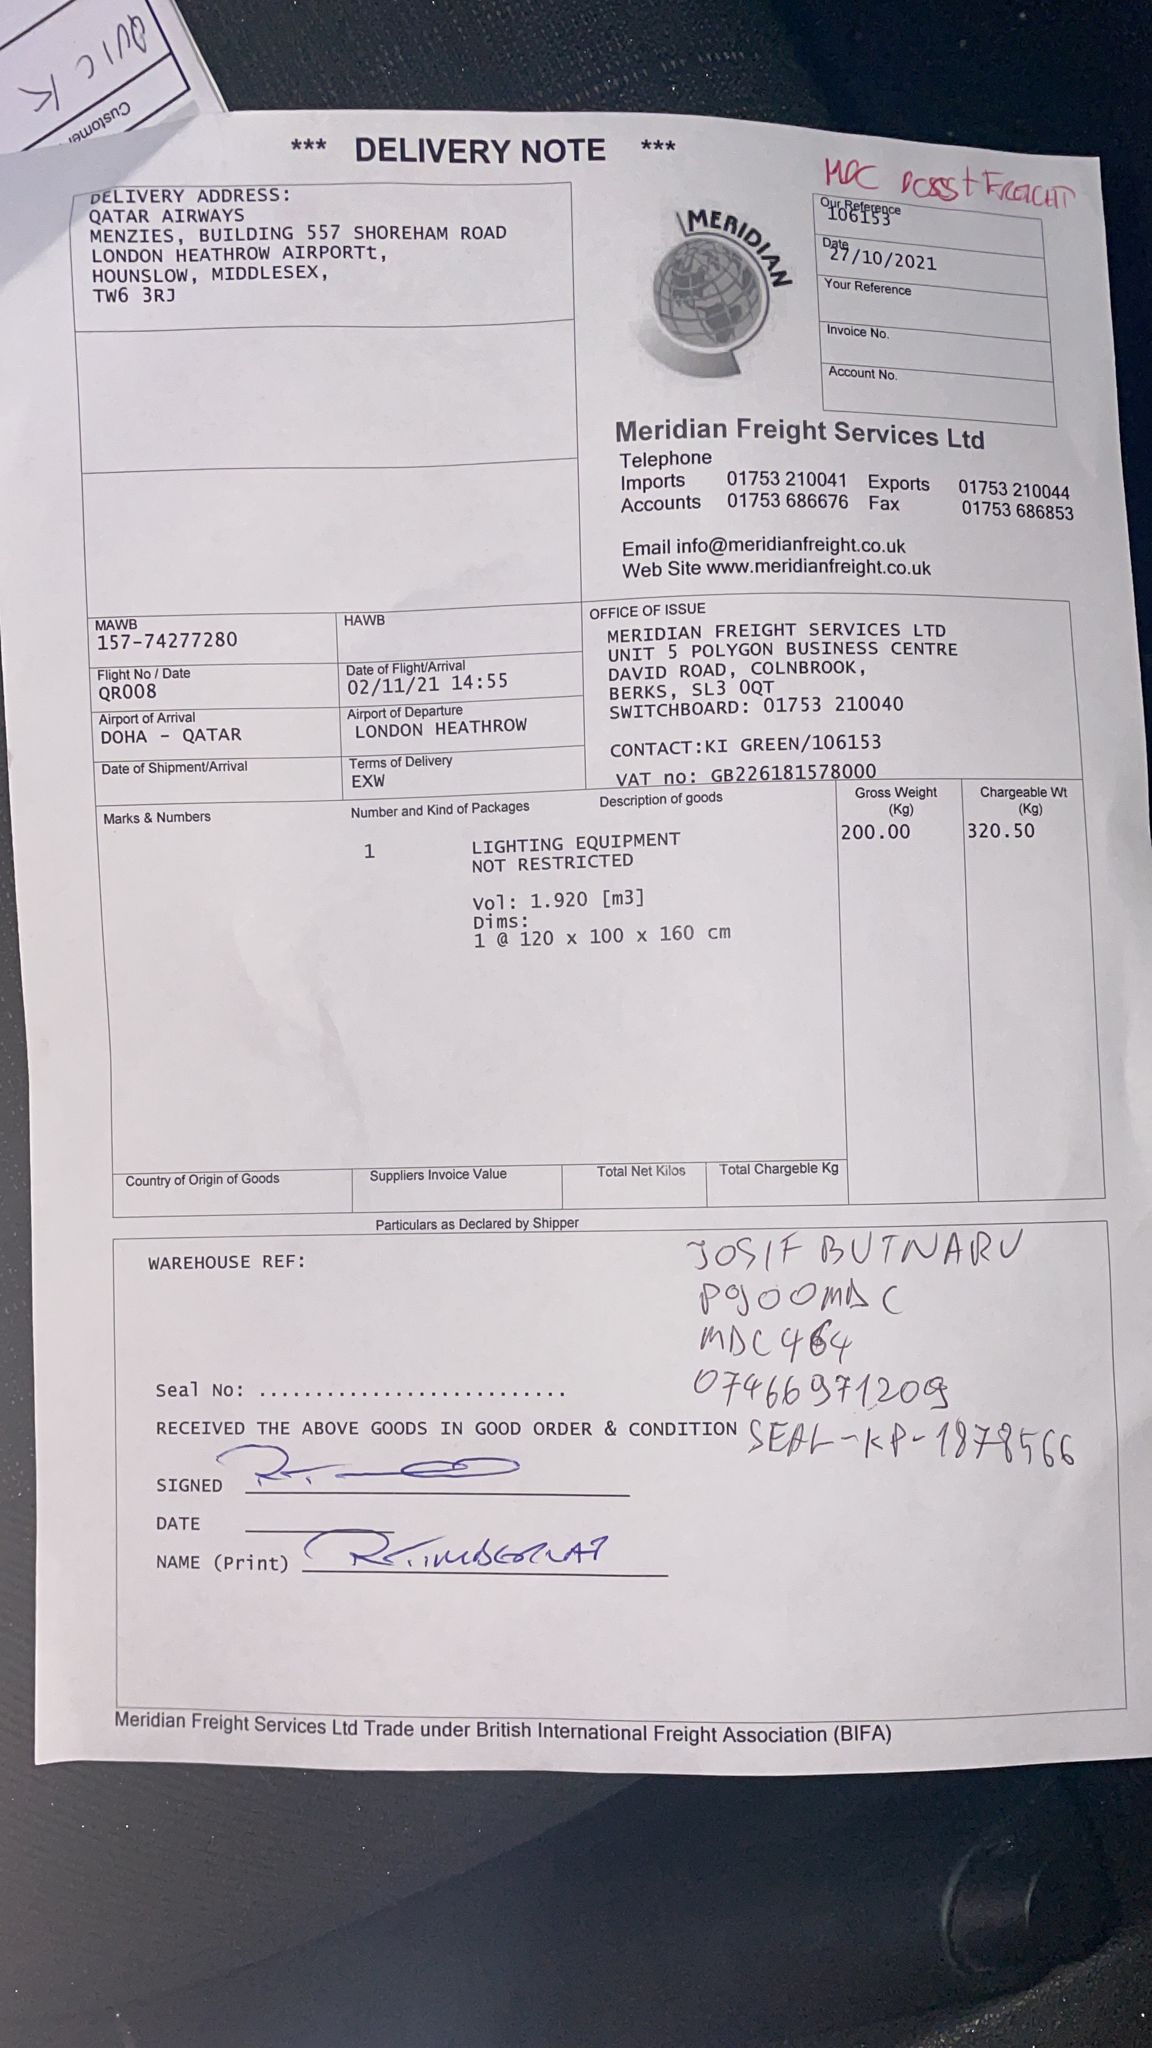 QUICK
Customer
*** DELIVERY NOTE ***
MDC FREIGHT
DELIVERY ADDRESS:
QATAR AIRWAYS
MENZIES, BUILDING 557 SHOREHAM ROAD
LONDON HEATHROW AIRPORTt,
HOUNSLOW, MIDDLESEX,
TW6 3RJ
MERIDIAN
Our Reference
106153
Date
27/10/2021
Your Reference
Invoice No.
Account No.
Meridian Freight Services Ltd
Telephone
Imports 01753 210041 Exports 01753 210044
Accounts 01753 686676 Fax 01753 686853
Email info@meridianfreight.co.uk
Web Site www.meridianfreight.co.uk
MAWB
157-74277280
HAWB
Flight No / Date
QR008
Date of Flight/Arrival
02/11/21 14:55
Airport of Arrival
DOHA - QATAR
Airport of Departure
LONDON HEATHROW
Date of Shipment/Arrival
Terms of Delivery
EXW
OFFICE OF ISSUE
MERIDIAN FREIGHT SERVICES LTD
UNIT 5 POLYGON BUSINESS CENTRE
DAVID ROAD, COLNBROOK,
BERKS, SL3 0QT
SWITCHBOARD: 01753 210040
CONTACT:KI GREEN/106153
VAT no: GB226181578000
Marks & Numbers
Number and Kind of Packages
Description of goods
Gross Weight
(Kg)
Chargeable Wt
(Kg)
1 LIGHTING EQUIPMENT 200.00 320.50
NOT RESTRICTED
Vol: 1.920 [m3]
Dims:
1 @ 120 x 100 x 160 cm
Country of Origin of Goods
Suppliers Invoice Value
Total Net Kilos
Total Chargeble Kg
Particulars as Declared by Shipper
WAREHOUSE REF:
JOSIF BUTNARU
P900MDC
MDC464
07466971209
Seal No: ...........................
RECEIVED THE ABOVE GOODS IN GOOD ORDER & CONDITION
SEAL-KP-1878566
SIGNED
DATE
NAME (Print)
Meridian Freight Services Ltd Trade under British International Freight Association (BIFA)